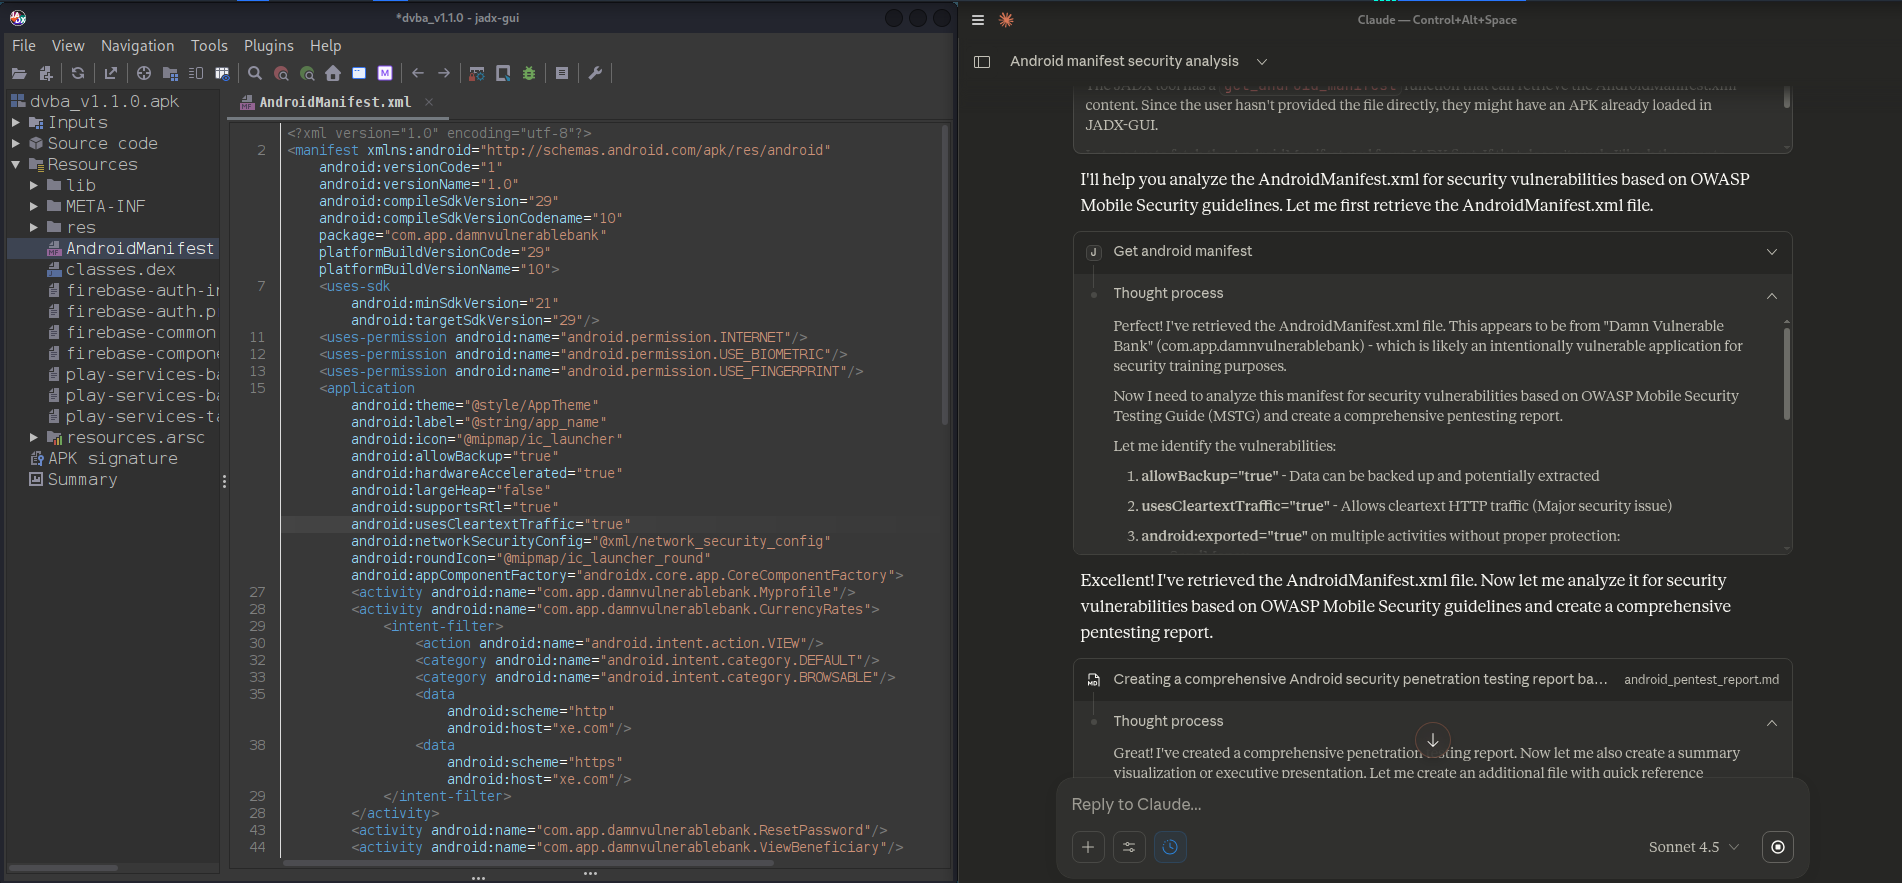 *dvba_v1.1.0 - jadx-gui
File View Navigation Tools Plugins Help
dvba_v1.1.0.apk
Inputs
Source code
Resources
lib
META-INF
res
AndroidManifest
classes.dex
firebase-auth-in
firebase-auth.p
firebase-common
firebase-compone
play-services-ba
play-services-ba
play-services-ta
resources.arsc
APK signature
Summary
AndroidManifest.xml
<?xml version="1.0" encoding="utf-8"?>
2 <manifest xmlns:android="http://schemas.android.com/apk/res/android"
android:versionCode="1"
android:versionName="1.0"
android:compileSdkVersion="29"
android:compileSdkVersionCodename="10"
package="com.app.damnvulnerablebank"
platformBuildVersionCode="29"
platformBuildVersionName="10">
7 <uses-sdk
android:minSdkVersion="21"
android:targetSdkVersion="29"/>
11 <uses-permission android:name="android.permission.INTERNET"/>
12 <uses-permission android:name="android.permission.USE_BIOMETRIC"/>
13 <uses-permission android:name="android.permission.USE_FINGERPRINT"/>
15 <application
android:theme="@style/AppTheme"
android:label="@string/app_name"
android:icon="@mipmap/ic_launcher"
android:allowBackup="true"
android:hardwareAccelerated="true"
android:largeHeap="false"
android:supportsRtl="true"
android:usesCleartextTraffic="true"
android:networkSecurityConfig="@xml/network_security_config"
android:roundIcon="@mipmap/ic_launcher_round"
android:appComponentFactory="androidx.core.app.CoreComponentFactory">
27 <activity android:name="com.app.damnvulnerablebank.Myprofile"/>
28 <activity android:name="com.app.damnvulnerablebank.CurrencyRates">
29 <intent-filter>
30 <action android:name="android.intent.action.VIEW"/>
32 <category android:name="android.intent.category.DEFAULT"/>
33 <category android:name="android.intent.category.BROWSABLE"/>
35 <data
android:scheme="http"
android:host="xe.com"/>
38 <data
android:scheme="https"
android:host="xe.com"/>
29 </intent-filter>
28 </activity>
43 <activity android:name="com.app.damnvulnerablebank.ResetPassword"/>
44 <activity android:name="com.app.damnvulnerablebank.ViewBeneficiary"/>
Claude — Control+Alt+Space
Android manifest security analysis
The JADX tool has a get_android_manifest function that can retrieve the AndroidManifest.xml
content. Since the user hasn't provided the file directly, they might have an APK already loaded in
JADX-GUI.
I'll help you analyze the AndroidManifest.xml for security vulnerabilities based on OWASP
Mobile Security guidelines. Let me first retrieve the AndroidManifest.xml file.
J Get android manifest
Thought process
Perfect! I've retrieved the AndroidManifest.xml file. This appears to be from "Damn Vulnerable
Bank" (com.app.damnvulnerablebank) - which is likely an intentionally vulnerable application for
security training purposes.
Now I need to analyze this manifest for security vulnerabilities based on OWASP Mobile Security
Testing Guide (MSTG) and create a comprehensive pentesting report.
Let me identify the vulnerabilities:
1. allowBackup="true" - Data can be backed up and potentially extracted
2. usesCleartextTraffic="true" - Allows cleartext HTTP traffic (Major security issue)
3. android:exported="true" on multiple activities without proper protection:
Excellent! I've retrieved the AndroidManifest.xml file. Now let me analyze it for security
vulnerabilities based on OWASP Mobile Security guidelines and create a comprehensive
pentesting report.
Creating a comprehensive Android security penetration testing report ba... android_pentest_report.md
Thought process
Great! I've created a comprehensive penetration testing report. Now let me also create a summary
visualization or executive presentation. Let me create an additional file with quick reference
Reply to Claude...
Sonnet 4.5